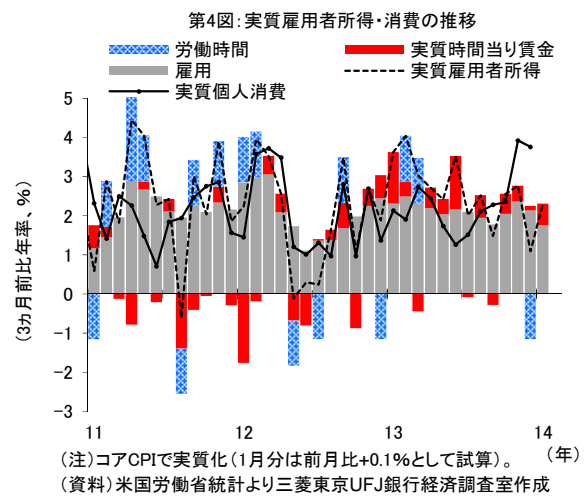 第4図：実質雇用者所得・消費の推移
労働時間 実質時間当り賃金
雇用 実質雇用者所得
実質個人消費
（3ヵ月前比年率、%）
5
4
3
2
1
0
−1
−2
−3
11 12 13 14
（年）
（注）コアCPIで実質化（1月分は前月比+0.1%として試算）。
（資料）米国労働省統計より三菱東京UFJ銀行経済調査室作成